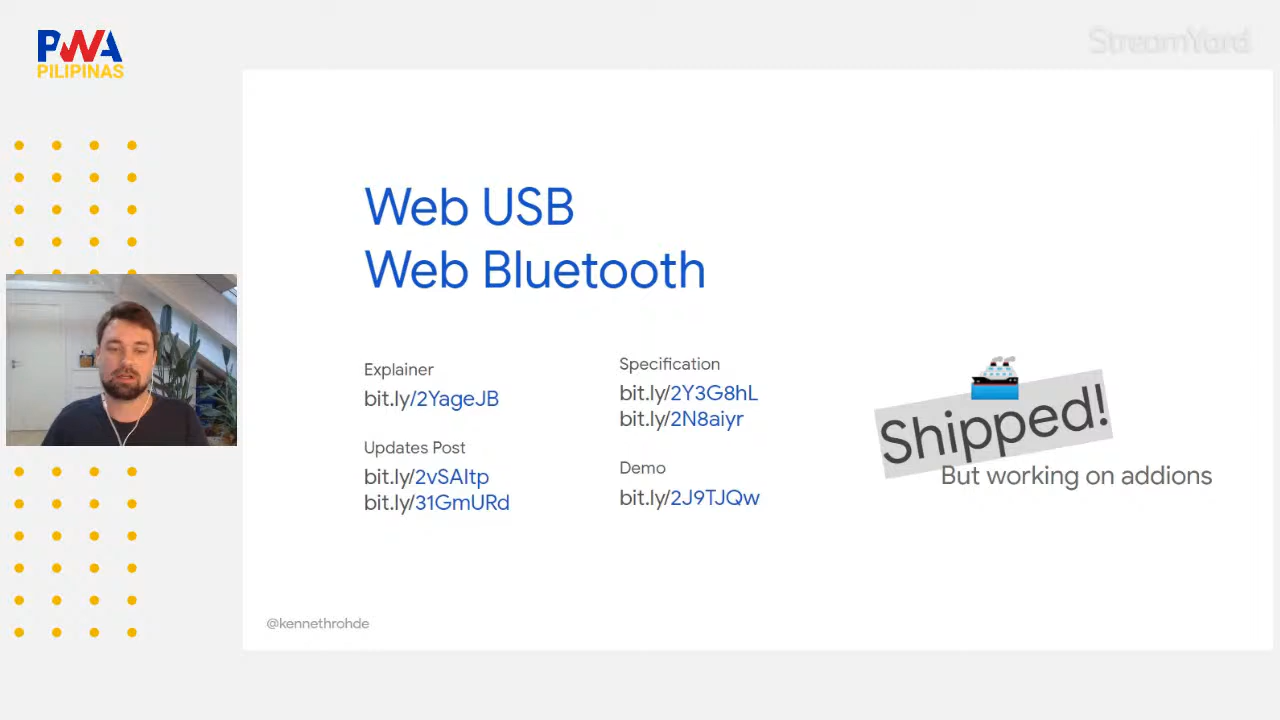 PWA
PILIPINAS
StreamYard
Web USB
Web Bluetooth
Explainer
bit.ly/2YageJB
Updates Post
bit.ly/2vSAItp
bit.ly/31GmURd
Specification
bit.ly/2Y3G8hL
bit.ly/2N8aiyr
Demo
bit.ly/2J9TJQw
Shipped!
But working on addions
@kennethrohde